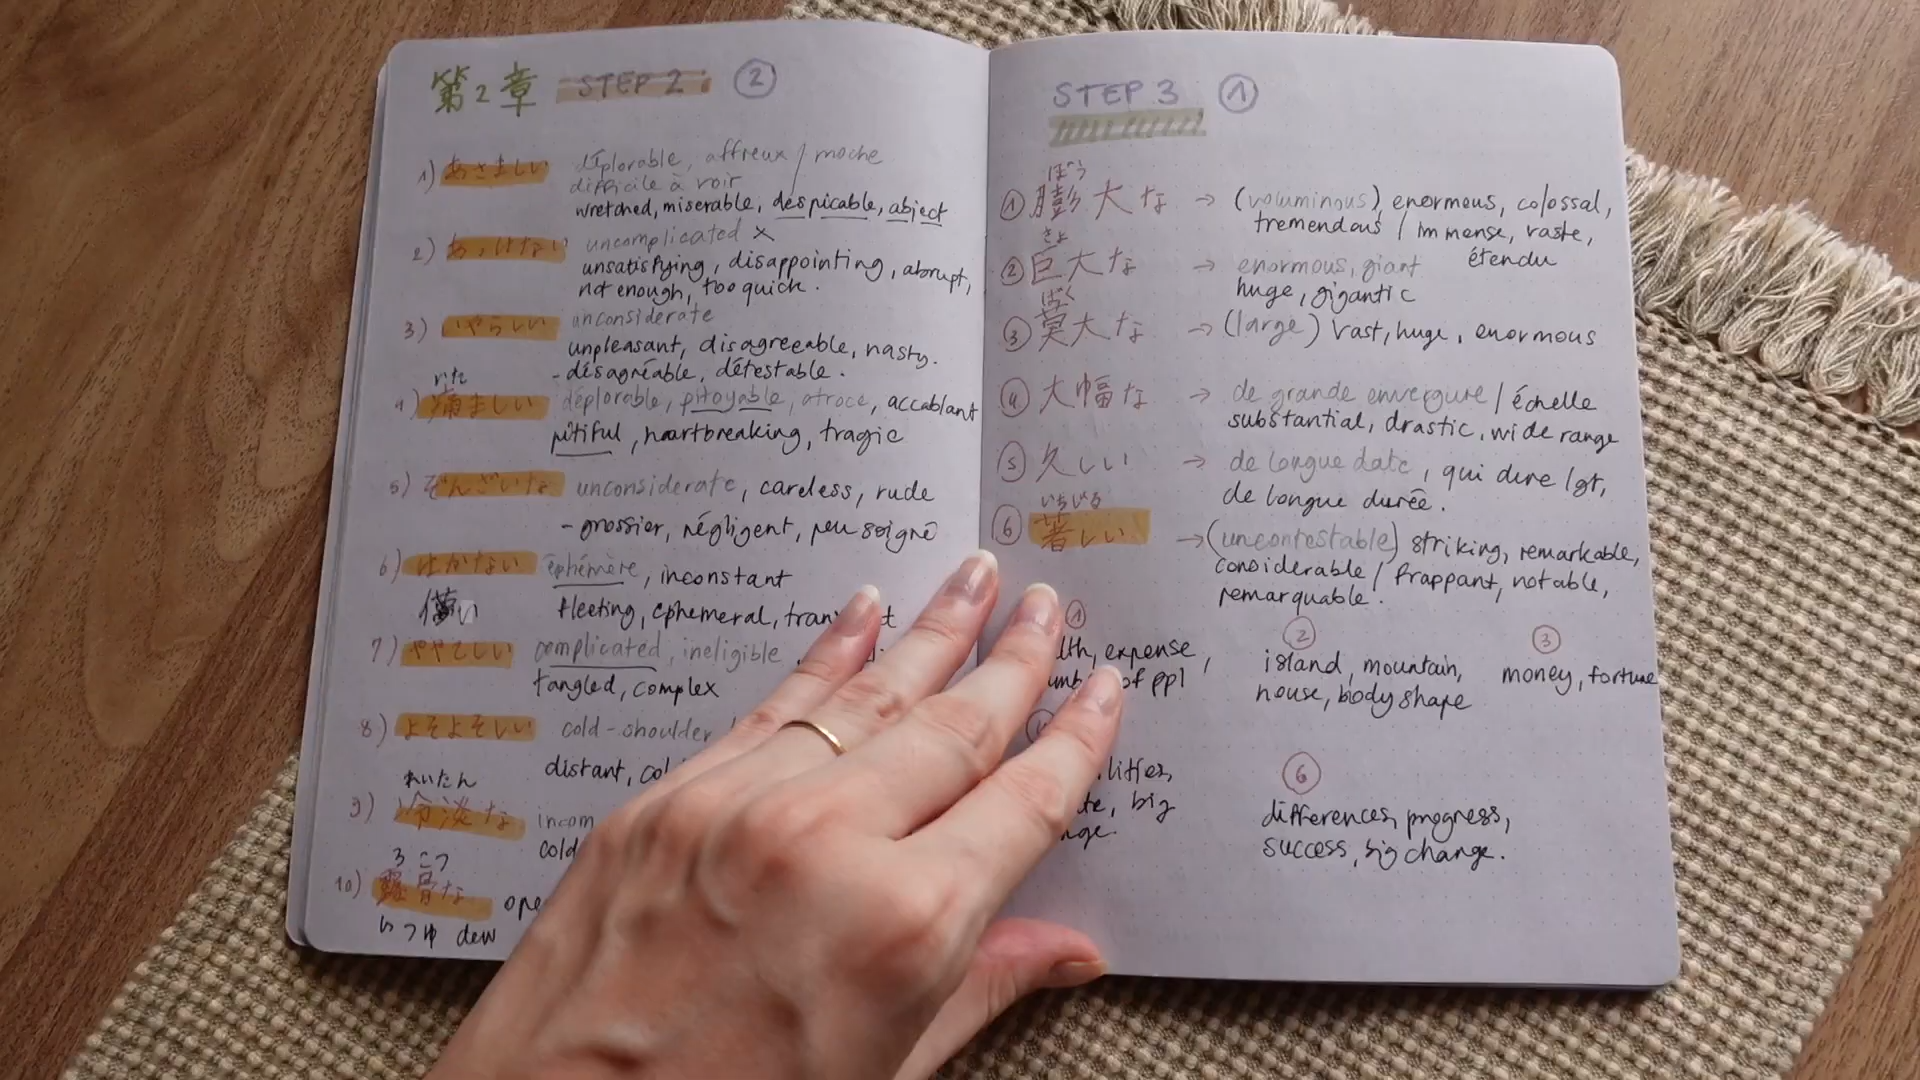 第2章 STEP 2: ②
1) あさましい déplorable, affreux / moche
difficile à voir
wretched, miserable, despicable, abject
2) あっけない uncomplicated x
unsatisfying, disappointing, abrupt,
not enough, too quick.
3) いやらしい unconsiderate
unpleasant, disagreeable, nasty.
- désagréable, détestable.
いた
4) 痛ましい déplorable, pitoyable, atroce, accablant
pitiful, heartbreaking, tragic
5) ぞんざいな unconsiderate, careless, rude
- grossier, négligent, peu soigné
6) はかない éphémère, inconstant
儚い fleeting, ephemeral,
7) ややこしい complicated, ineligible,
tangled, complex
8) よそよそしい cold-shoulder
distant,
れいたん
9) 冷淡な
cold
ろこつ
10) 露骨な
つゆ dew
STEP 3 ①
ぼう
① 膨大な → (voluminous), enormous, colossal,
tremendous / immense, vaste,
étendu
きょ
② 巨大な → enormous, giant
huge, gigantic
ばく
③ 莫大な → (large) vast, huge, enormous
④ 大幅な → de grande envergure / échelle
substantial, drastic, wide range
⑤ 久しい → de longue date, qui dure lgt,
de longue durée.
いちじる
⑥ 著しい → (uncontestable) striking, remarkable,
considerable / frappant, notable,
remarquable.
①
expense,
of ppl
②
island, mountain,
house, body shape
③
money, fortune
big
⑥
differences, progress,
success, big change.